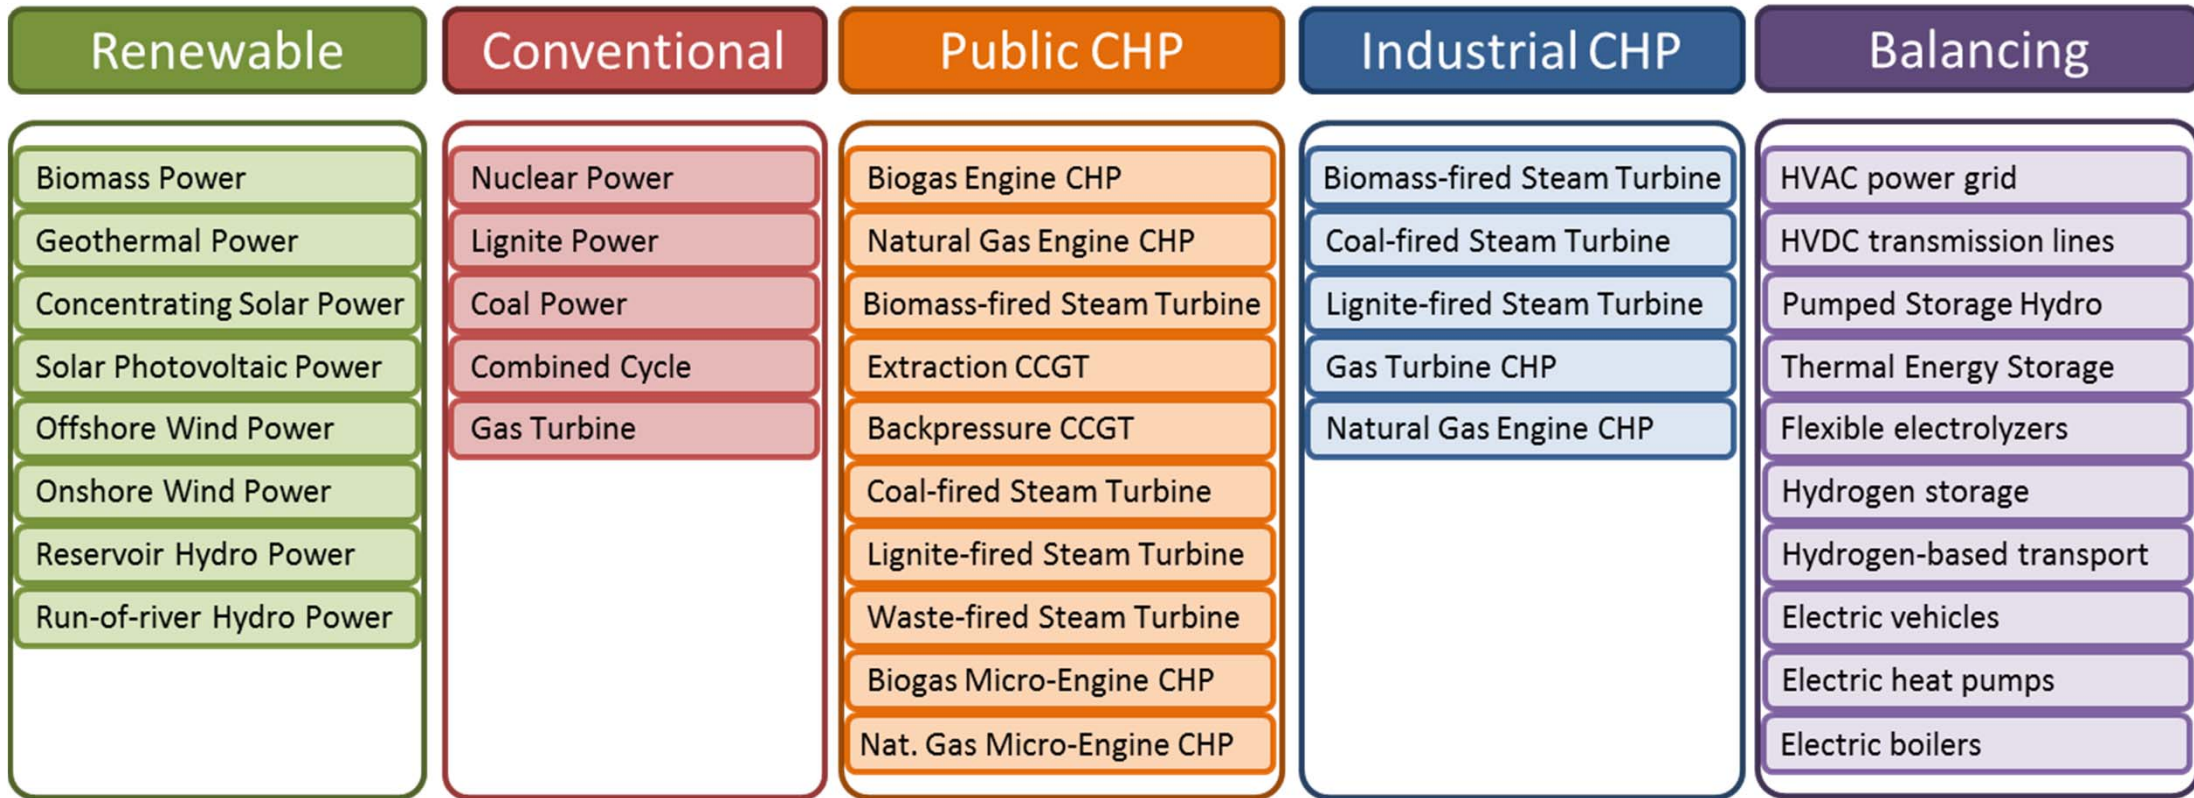 Renewable
Conventional
Public CHP
Industrial CHP
Balancing
Biomass Power
Geothermal Power
Concentrating Solar Power
Solar Photovoltaic Power
Offshore Wind Power
Onshore Wind Power
Reservoir Hydro Power
Run-of-river Hydro Power
Nuclear Power
Lignite Power
Coal Power
Combined Cycle
Gas Turbine
Biogas Engine CHP
Natural Gas Engine CHP
Biomass-fired Steam Turbine
Extraction CCGT
Backpressure CCGT
Coal-fired Steam Turbine
Lignite-fired Steam Turbine
Waste-fired Steam Turbine
Biogas Micro-Engine CHP
Nat. Gas Micro-Engine CHP
Biomass-fired Steam Turbine
Coal-fired Steam Turbine
Lignite-fired Steam Turbine
Gas Turbine CHP
Natural Gas Engine CHP
HVAC power grid
HVDC transmission lines
Pumped Storage Hydro
Thermal Energy Storage
Flexible electrolyzers
Hydrogen storage
Hydrogen-based transport
Electric vehicles
Electric heat pumps
Electric boilers